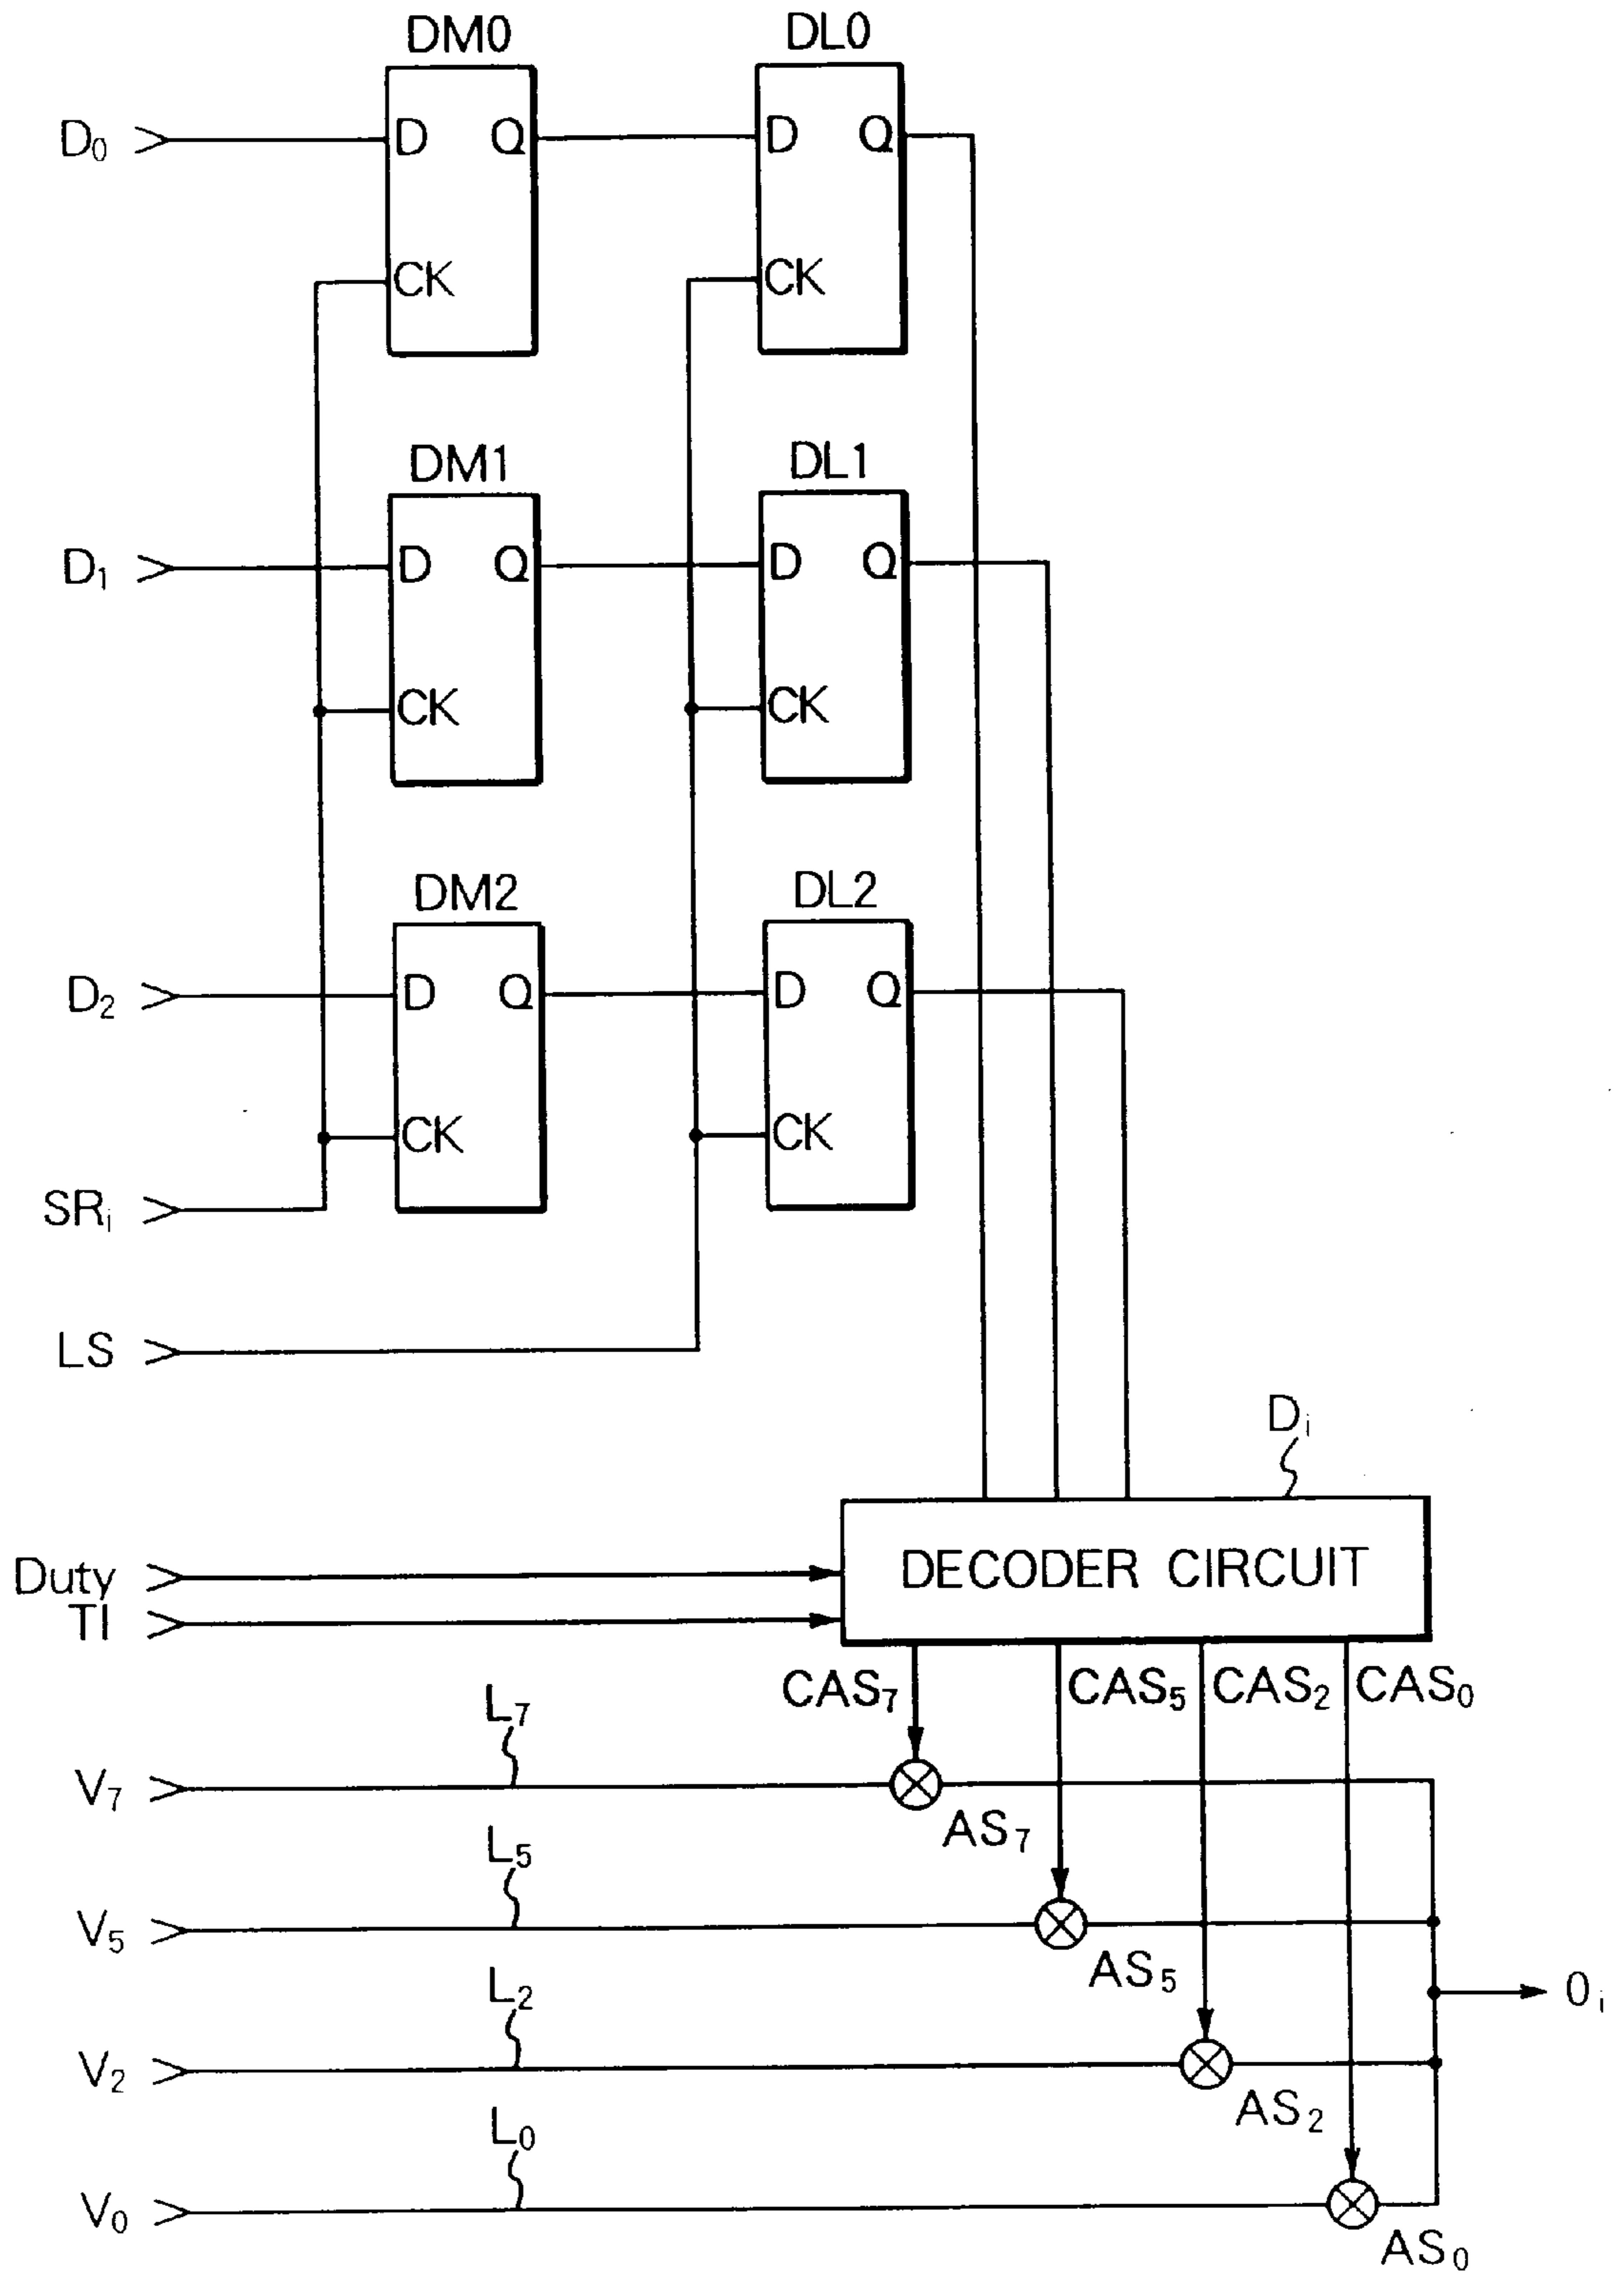 DM0 DL0
D₀ D Q D Q
CK CK
DM1 DL1
D₁ D Q D Q
CK CK
DM2 DL2
D₂ D Q D Q
CK CK
SRᵢ
LS
Dᵢ
Duty DECODER CIRCUIT
TI
CAS₇ CAS₅ CAS₂ CAS₀
L₇
V₇
AS₇
L₅
V₅
AS₅
L₂
0ᵢ
V₂
AS₂
L₀
V₀
AS₀